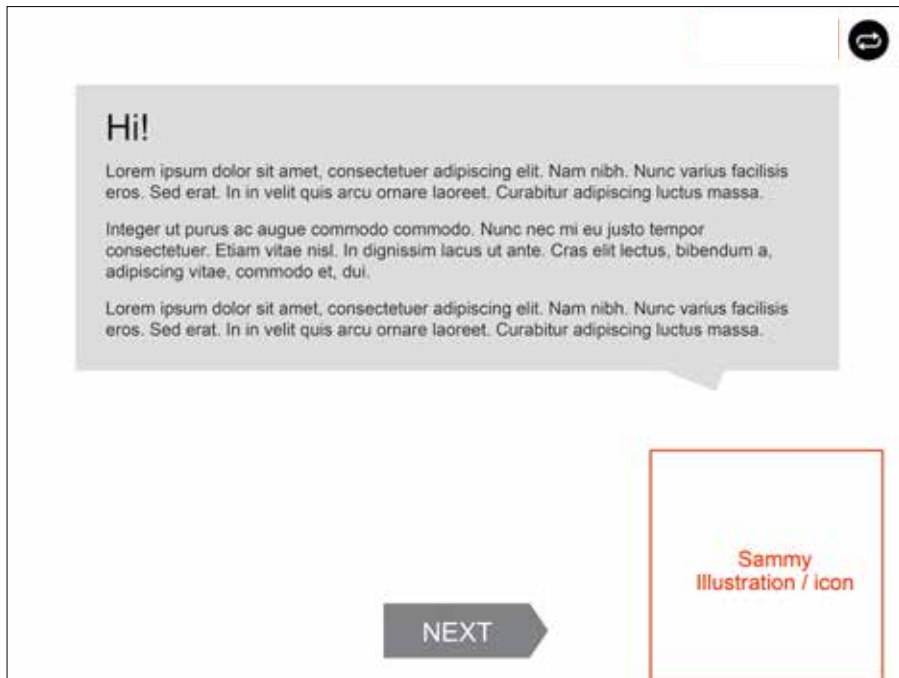 Hi!
Lorem ipsum dolor sit amet, consectetuer adipiscing elit. Nam nibh. Nunc varius facilisis
eros. Sed erat. In in velit quis arcu ornare laoreet. Curabitur adipiscing luctus massa.
Integer ut purus ac augue commodo commodo. Nunc nec mi eu justo tempor
consectetuer. Etiam vitae nisl. In dignissim lacus ut ante. Cras elit lectus, bibendum a,
adipiscing vitae, commodo et, dui.
Lorem ipsum dolor sit amet, consectetuer adipiscing elit. Nam nibh. Nunc varius facilisis
eros. Sed erat. In in velit quis arcu ornare laoreet. Curabitur adipiscing luctus massa.
Sammy
Illustration / icon
NEXT